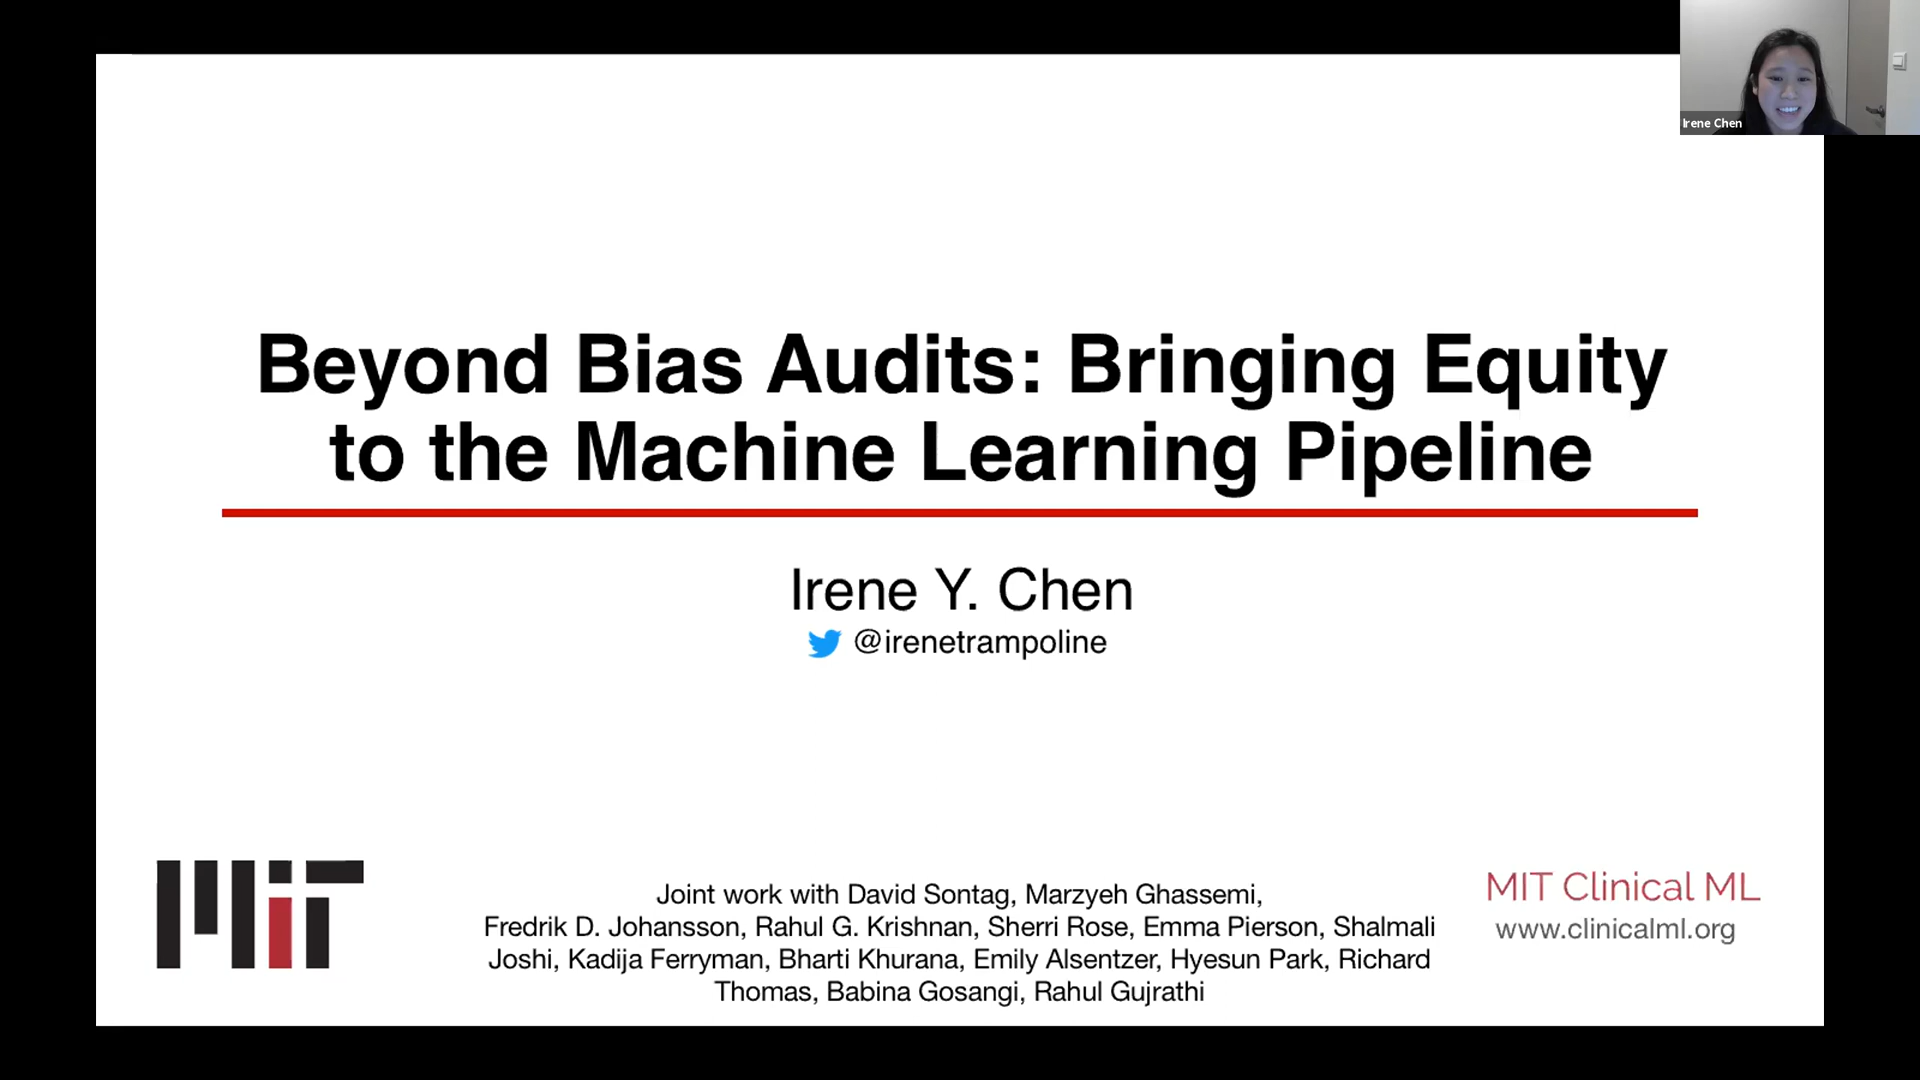 Irene Chen
Beyond Bias Audits: Bringing Equity
to the Machine Learning Pipeline
Irene Y. Chen
@irenetrampoline
MIT
Joint work with David Sontag, Marzyeh Ghassemi,
Fredrik D. Johansson, Rahul G. Krishnan, Sherri Rose, Emma Pierson, Shalmali
Joshi, Kadija Ferryman, Bharti Khurana, Emily Alsentzer, Hyesun Park, Richard
Thomas, Babina Gosangi, Rahul Gujrathi
MIT Clinical ML
www.clinicalml.org